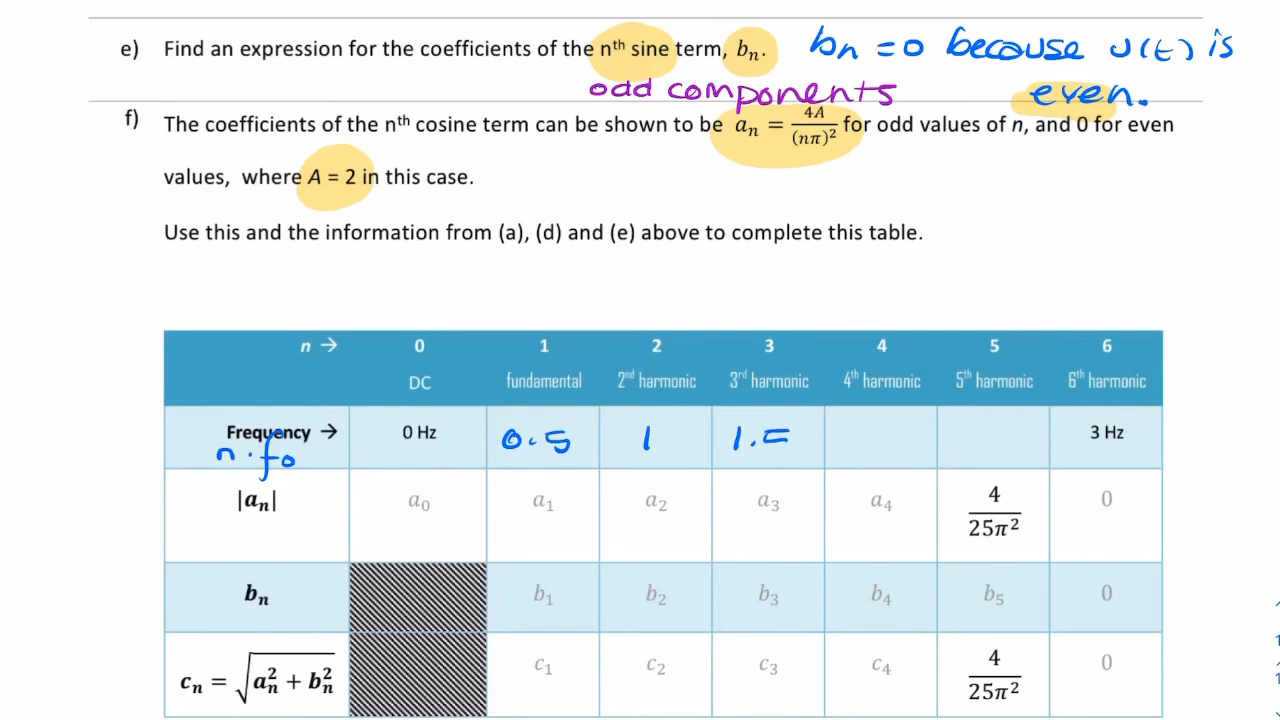 e) Find an expression for the coefficients of the nth sine term, bn. bn = 0 because v(t) is
odd components even.
f) The coefficients of the nth cosine term can be shown to be an = 4A/(nπ)² for odd values of n, and 0 for even
values, where A = 2 in this case.
Use this and the information from (a), (d) and (e) above to complete this table.
n → 0 1 2 3 4 5 6
DC fundamental 2nd harmonic 3rd harmonic 4th harmonic 5th harmonic 6th harmonic
Frequency → 0 Hz 0.5 1 1.5 3 Hz
n · f0
|an| a0 a1 a2 a3 a4 4/25π² 0
bn b1 b2 b3 b4 b5 0
cn = √(an² + bn²) c1 c2 c3 c4 4/25π² 0